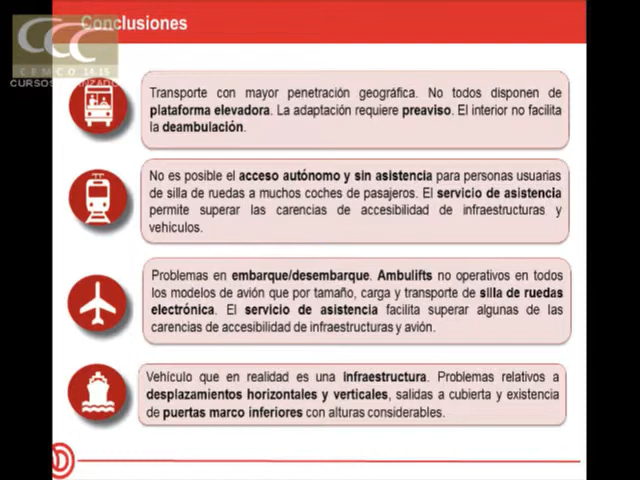 Conclusiones
CCC
CEMCO 14-15
Transporte con mayor penetración geográfica. No todos disponen de
plataforma elevadora. La adaptación requiere preaviso. El interior no facilita
la deambulación.
No es posible el acceso autónomo y sin asistencia para personas usuarias
de silla de ruedas a muchos coches de pasajeros. El servicio de asistencia
permite superar las carencias de accesibilidad de infraestructuras y
vehículos.
Problemas en embarque/desembarque. Ambulifts no operativos en todos
los modelos de avión que por tamaño, carga y transporte de silla de ruedas
electrónica. El servicio de asistencia facilita superar algunas de las
carencias de accesibilidad de infraestructuras y avión.
Vehículo que en realidad es una infraestructura. Problemas relativos a
desplazamientos horizontales y verticales, salidas a cubierta y existencia
de puertas marco inferiores con alturas considerables.